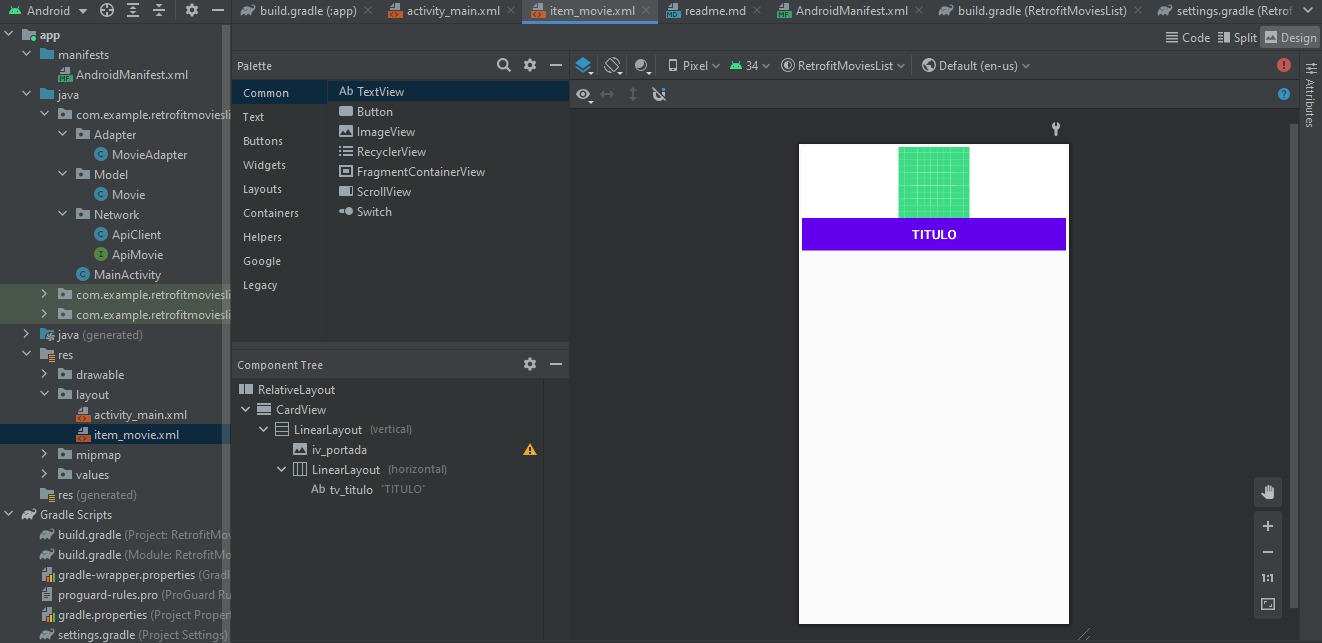 Android
build.gradle (:app)
activity_main.xml
item_movie.xml
readme.md
AndroidManifest.xml
build.gradle (RetrofitMoviesList)
settings.gradle (Retrof
Code
Split
Design
app
manifests
AndroidManifest.xml
java
com.example.retrofitmoviesli
Adapter
MovieAdapter
Model
Movie
Network
ApiClient
ApiMovie
MainActivity
com.example.retrofitmoviesli
com.example.retrofitmoviesli
java (generated)
res
drawable
layout
activity_main.xml
item_movie.xml
mipmap
values
res (generated)
Gradle Scripts
build.gradle (Project: RetrofitMov
build.gradle (Module: RetrofitMo
gradle-wrapper.properties (Gradl
proguard-rules.pro (ProGuard Ru
gradle.properties (Project Proper
settings.gradle (Project Settings)
Palette
Common
Text
Buttons
Widgets
Layouts
Containers
Helpers
Google
Legacy
Ab TextView
Button
ImageView
RecyclerView
FragmentContainerView
ScrollView
Switch
Component Tree
RelativeLayout
CardView
LinearLayout (vertical)
iv_portada
LinearLayout (horizontal)
Ab tv_titulo "TITULO"
Pixel
34
RetrofitMoviesList
Default (en-us)
TITULO
1:1
Attributes